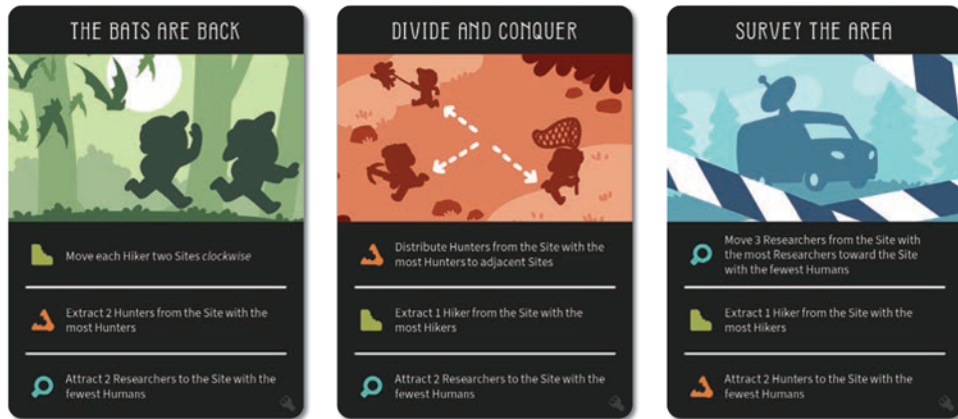 THE BATS ARE BACK
Move each Hiker two Sites clockwise
Extract 2 Hunters from the Site with the
most Hunters
Attract 2 Researchers to the Site with the
fewest Humans
DIVIDE AND CONQUER
Distribute Hunters from the Site with the
most Hunters to adjacent Sites
Extract 1 Hiker from the Site with the
most Hikers
Attract 2 Researchers to the Site with the
fewest Humans
SURVEY THE AREA
Move 3 Researchers from the Site with
the most Researchers toward the Site
with the fewest Humans
Extract 1 Hiker from the Site with the
most Hikers
Attract 2 Hunters to the Site with the
fewest Humans